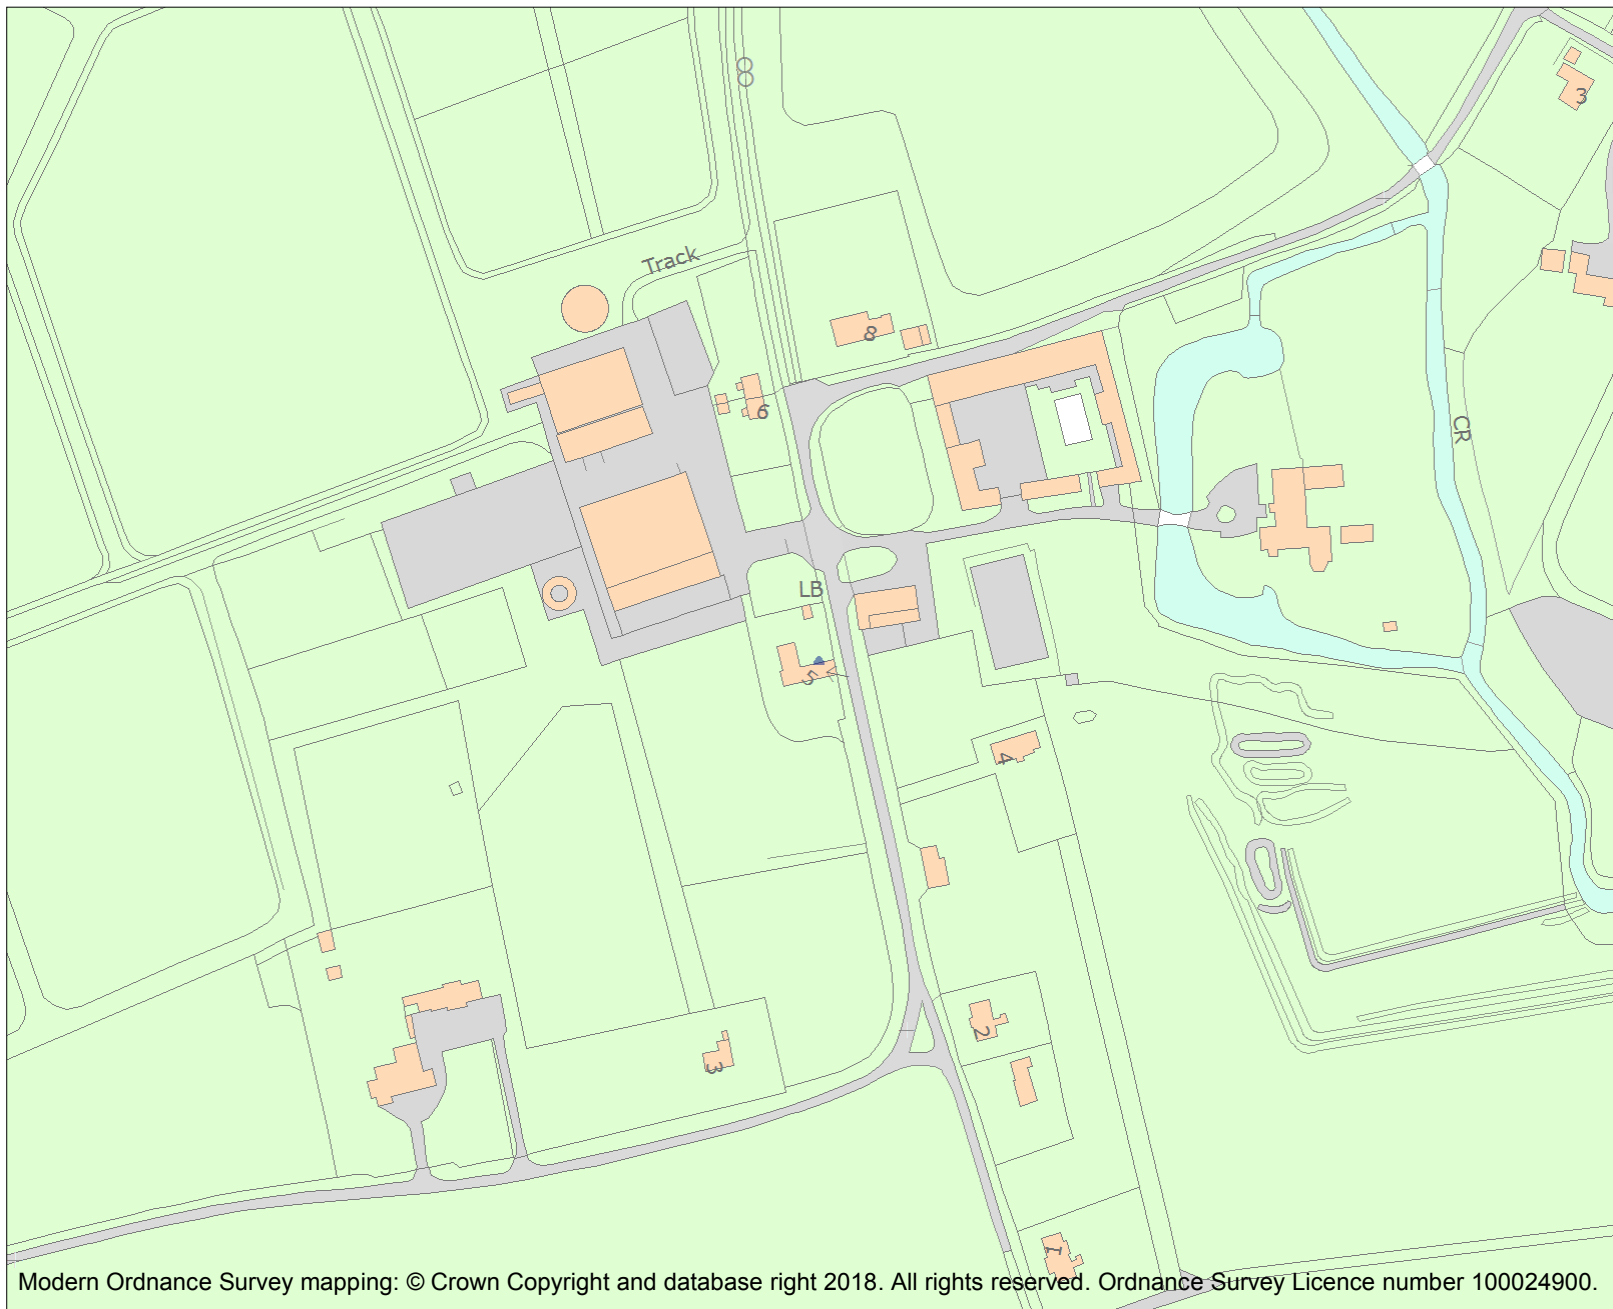 3
Track
8
6
CR
LB
5
4
2
3
1
Modern Ordnance Survey mapping: © Crown Copyright and database right 2018. All rights reserved. Ordnance Survey Licence number 100024900.